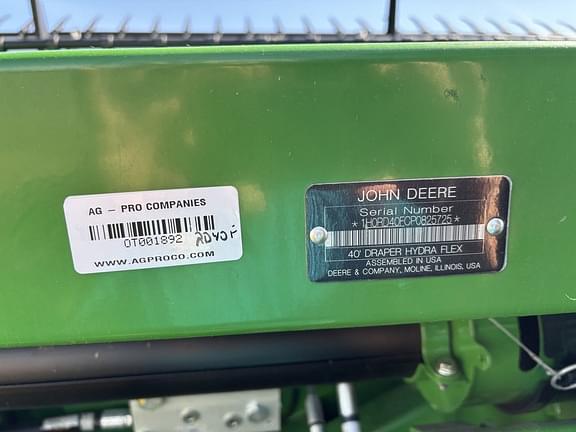 AG - PRO COMPANIES
OT001892 RD40F
WWW.AGPROCO.COM
JOHN DEERE
Serial Number
*1H0RD40FCP0825725*
40' DRAPER HYDRA FLEX
ASSEMBLED IN USA
DEERE & COMPANY, MOLINE, ILLINOIS, USA